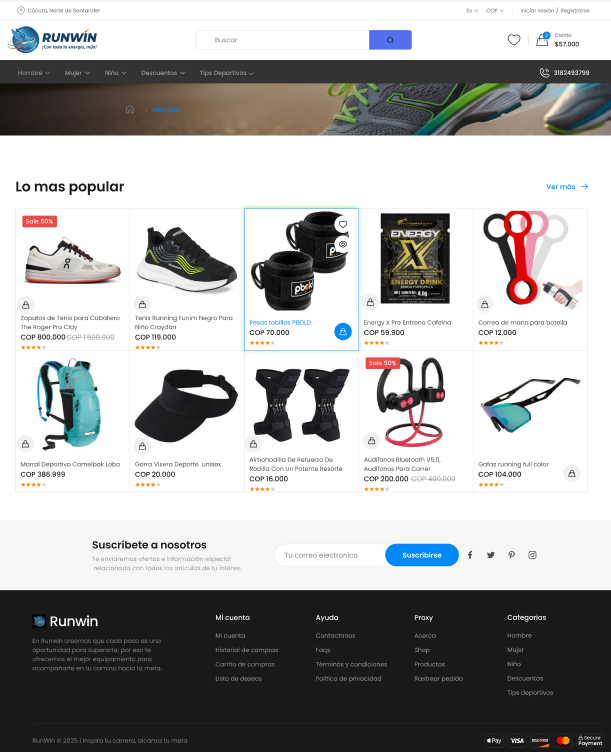 Cúcuta, Norte de Santander
Es
COP
Iniciar sesión / Registrarse
RUNWÍN
¡Con toda la energía, mijo!
Buscar
2
Carrito:
$57.000
Hombre
Mujer
Niño
Descuentos
Tips Deportivos
3182493799
Hombre
Lo mas popular
Ver más
Sale 50%
Zapatos de Tenis para Caballero
The Roger Pro Clay
COP 800.000 COP 1'600.000
Tenis Running Furim Negro Para
Niño Croydon
COP 119.000
pbold
Pesas tobillos PBOLD
COP 70.000
ENERGY
X
ENERGY DRINK
Energy X Pre Entreno Cafeina
COP 59.900
Correa de mano para botella
COP 12.000
Morral Deportivo Camelbak Lobo
COP 386.999
Gorra Visera Deporte unisex
COP 20.000
Almohadilla De Refuerzo De
Rodilla Con Un Potente Resorte
COP 16.000
Sale 50%
Audífonos Bluetooth V5.0,
Audífonos Para Correr
COP 200.000 COP 400.000
Gafas running full color
COP 104.000
Suscríbete a nosotros
Te enviaremos ofertas e información especial
relacionada con todos los artículos de tu interes.
Tu correo electronico
Suscribirse
Runwin
En Runwin creemos que cada paso es una
oportunidad para superarte; por eso te
ofrecemos el mejor equipamiento para
acompañarte en tu camino hacia la meta.
Mi cuenta
Mi cuenta
Historial de compras
Carrito de compras
Lista de deseos
Ayuda
Contactanos
Faqs
Términos y condiciones
Politica de privacidad
Proxy
Acerca
Shop
Productos
Rastrear pedido
Categorias
Hombre
Mujer
Niño
Descuentos
Tips deportivos
RunWin © 2025 | Inspira tu carrera, alcanza tu meta
Pay
VISA
DISCOVER
Secure
Payment